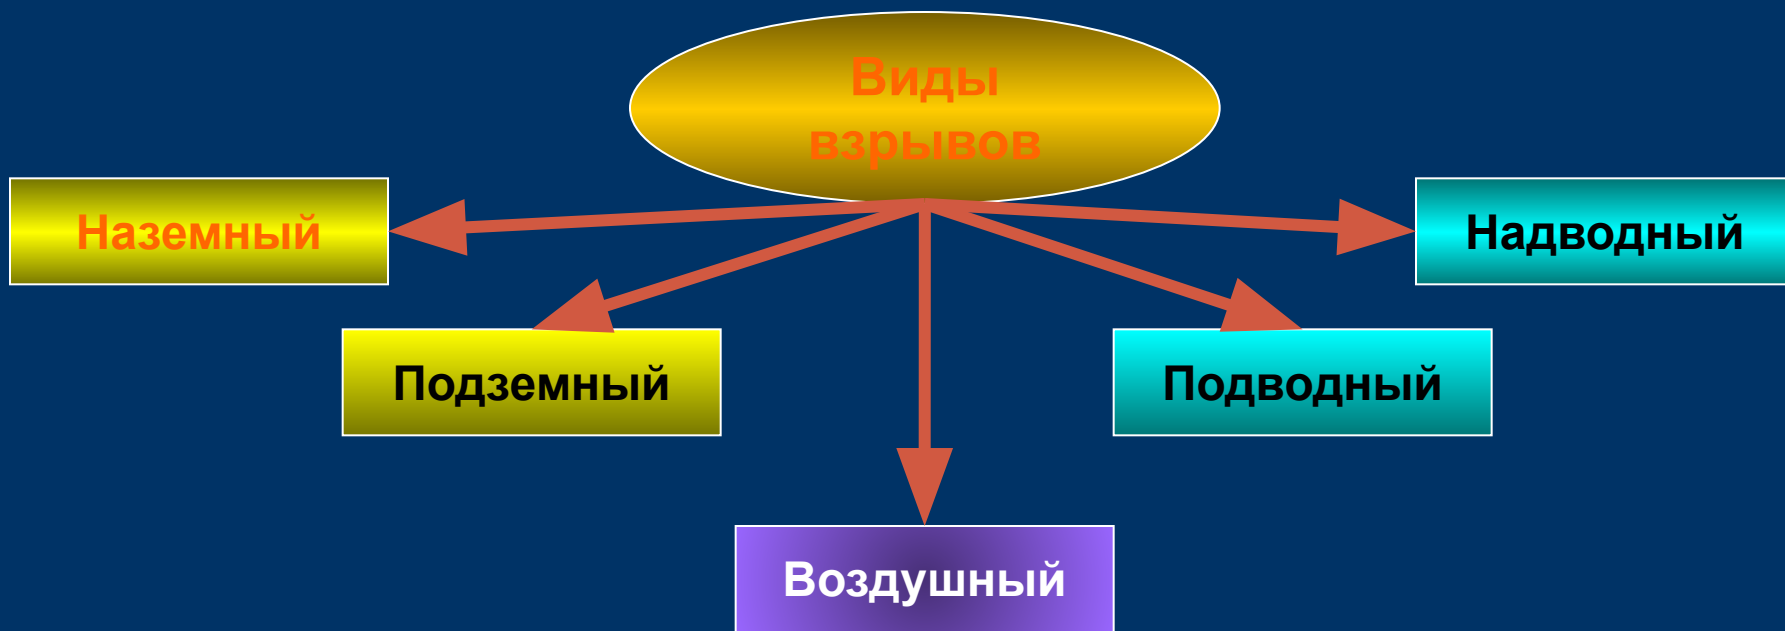 Виды
взрывов
Наземный
Надводный
Подземный
Подводный
Воздушный